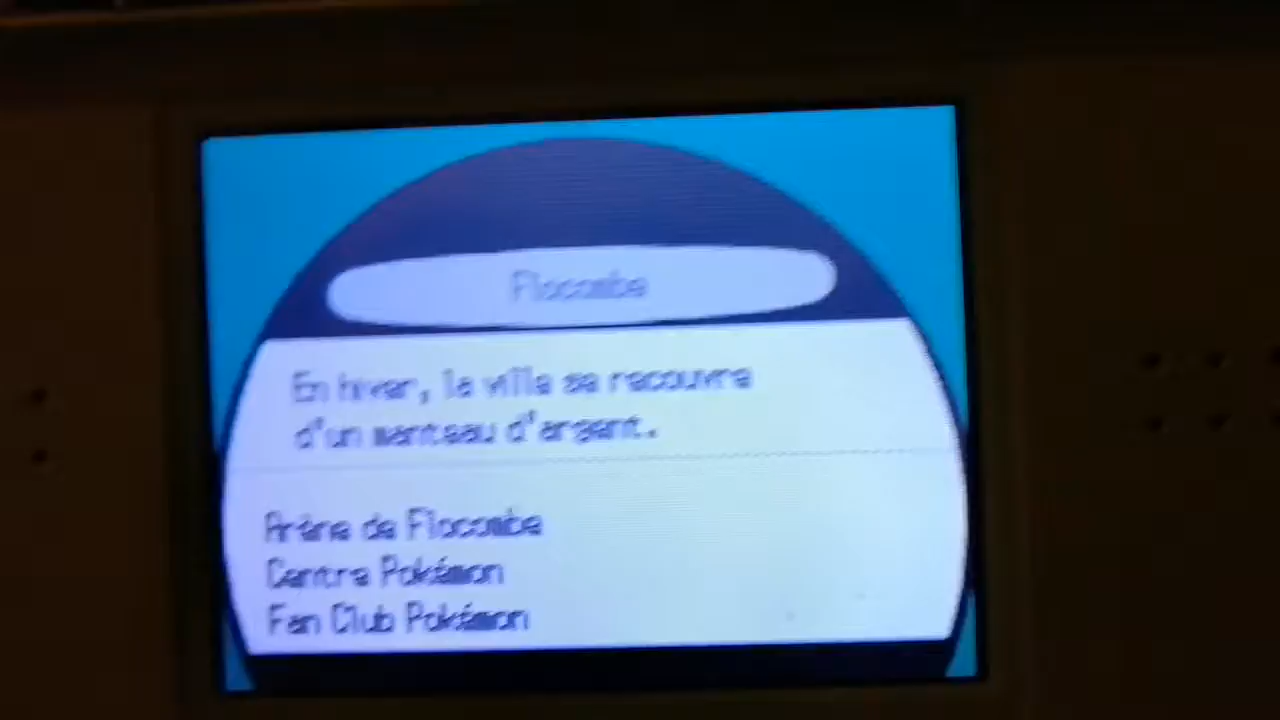 Flocombe
En hiver, la ville se recouvre
d'un manteau d'argent.
Arène de Flocombe
Centre Pokémon
Fan Club Pokémon